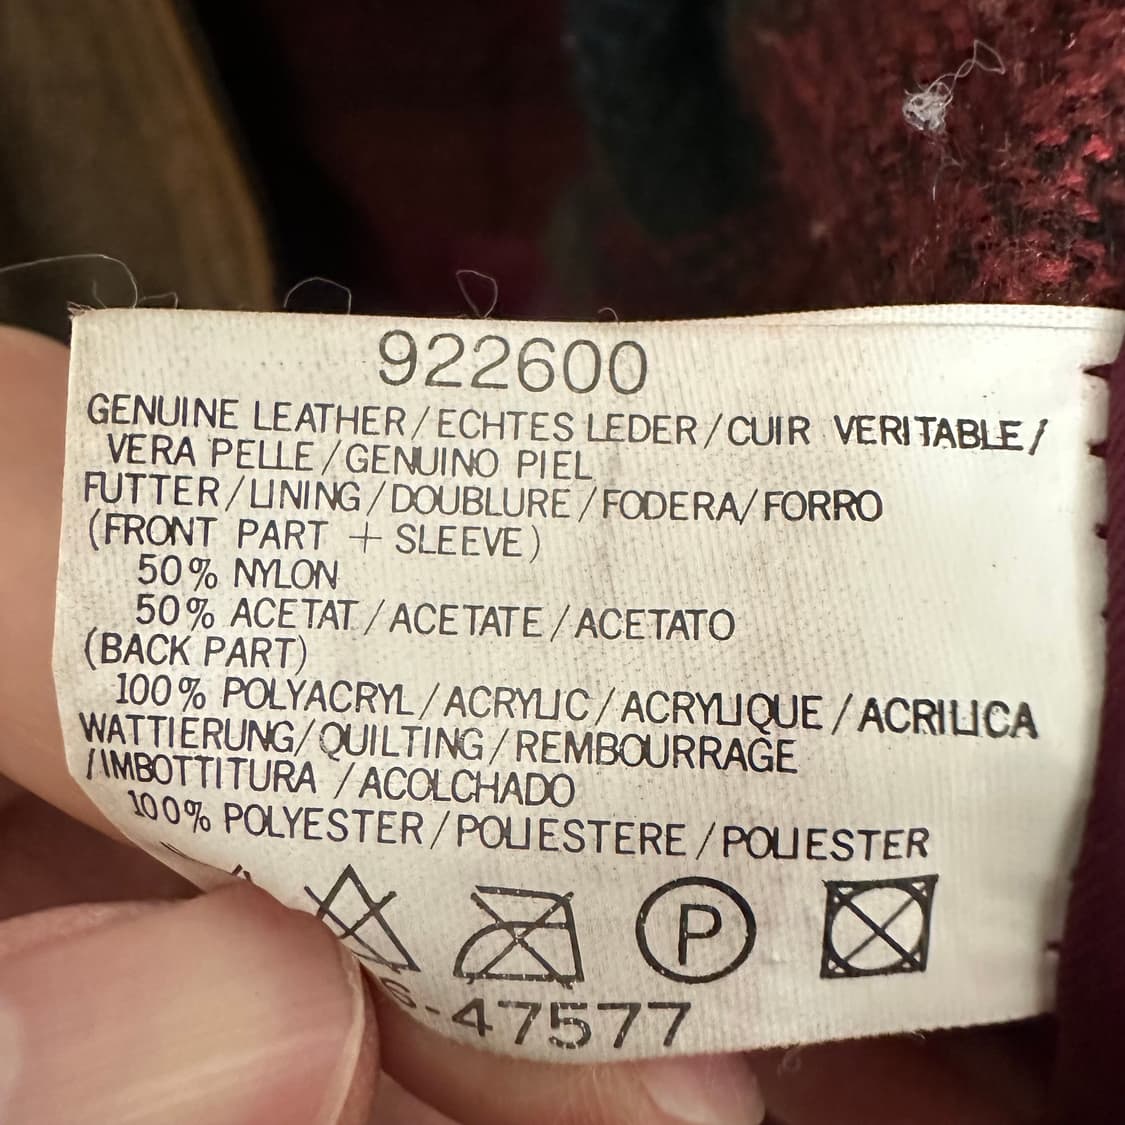 922600
GENUINE LEATHER/ECHTES LEDER/CUIR VERITABLE/
VERA PELLE/GENUINO PIEL
FUTTER/LINING/DOUBLURE/FODERA/FORRO
(FRONT PART + SLEEVE)
50% NYLON
50% ACETAT/ACETATE/ACETATO
(BACK PART)
100% POLYACRYL/ACRYLIC/ACRYLIQUE/ACRILICA
WATTIERUNG/QUILTING/REMBOURRAGE
/IMBOTTITURA/ACOLCHADO
100% POLYESTER/POLIESTERE/POLIESTER
P
-47577